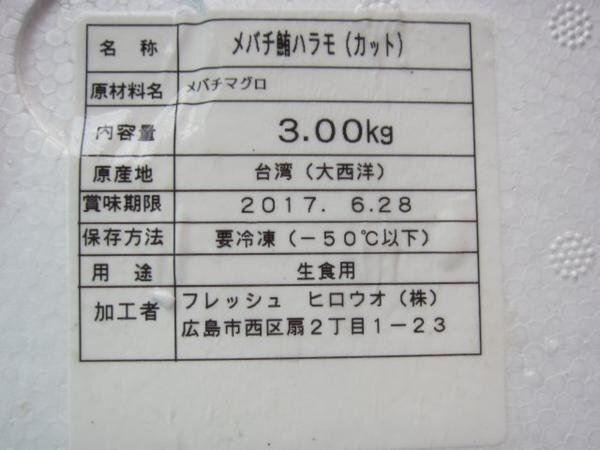 名 称 メバチ鮪ハラモ（カット）
原材料名 メバチマグロ
内容量 3.00kg
原産地 台湾（大西洋）
賞味期限 2017. 6.28
保存方法 要冷凍（－50℃以下）
用 途 生食用
加工者 フレッシュ ヒロウオ（株）
広島市西区扇2丁目1－23